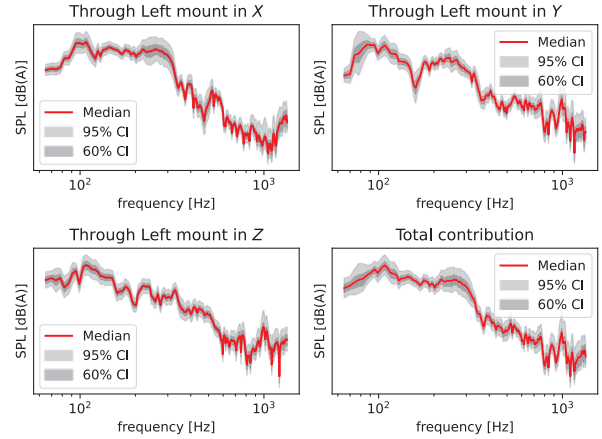 Through Left mount in X
SPL [dB(A)]
Median
95% CI
60% CI
10²
10³
frequency [Hz]
Through Left mount in Y
SPL [dB(A)]
Median
95% CI
60% CI
10²
10³
frequency [Hz]
Through Left mount in Z
SPL [dB(A)]
Median
95% CI
60% CI
10²
10³
frequency [Hz]
Total contribution
SPL [dB(A)]
Median
95% CI
60% CI
10²
10³
frequency [Hz]